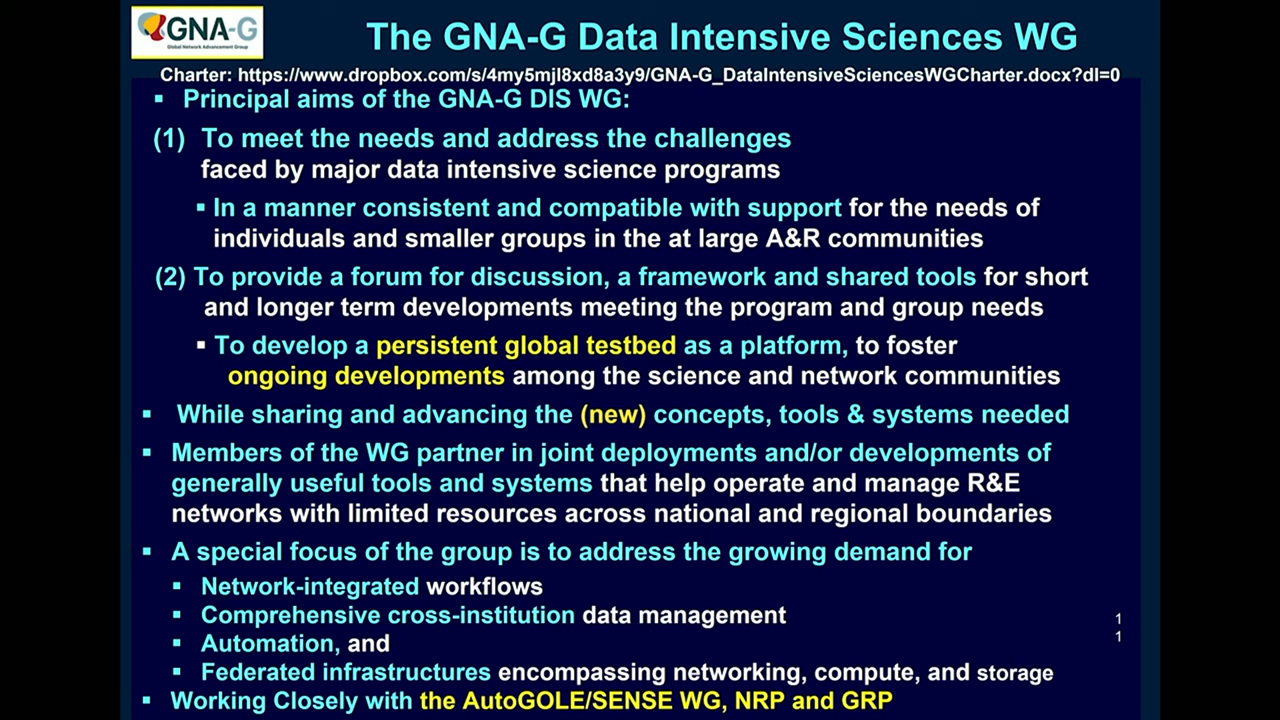 GNA-G
Global Network Advancement Group
The GNA-G Data Intensive Sciences WG
Charter: https://www.dropbox.com/s/4my5mjl8xd8a3y9/GNA-G_DataIntensiveSciencesWGCharter.docx?dl=0
▪ Principal aims of the GNA-G DIS WG:
(1) To meet the needs and address the challenges
faced by major data intensive science programs
▪ In a manner consistent and compatible with support for the needs of
individuals and smaller groups in the at large A&R communities
(2) To provide a forum for discussion, a framework and shared tools for short
and longer term developments meeting the program and group needs
▪ To develop a persistent global testbed as a platform, to foster
ongoing developments among the science and network communities
▪ While sharing and advancing the (new) concepts, tools & systems needed
▪ Members of the WG partner in joint deployments and/or developments of
generally useful tools and systems that help operate and manage R&E
networks with limited resources across national and regional boundaries
▪ A special focus of the group is to address the growing demand for
▪ Network-integrated workflows
▪ Comprehensive cross-institution data management
▪ Automation, and
▪ Federated infrastructures encompassing networking, compute, and storage
▪ Working Closely with the AutoGOLE/SENSE WG, NRP and GRP
1
1